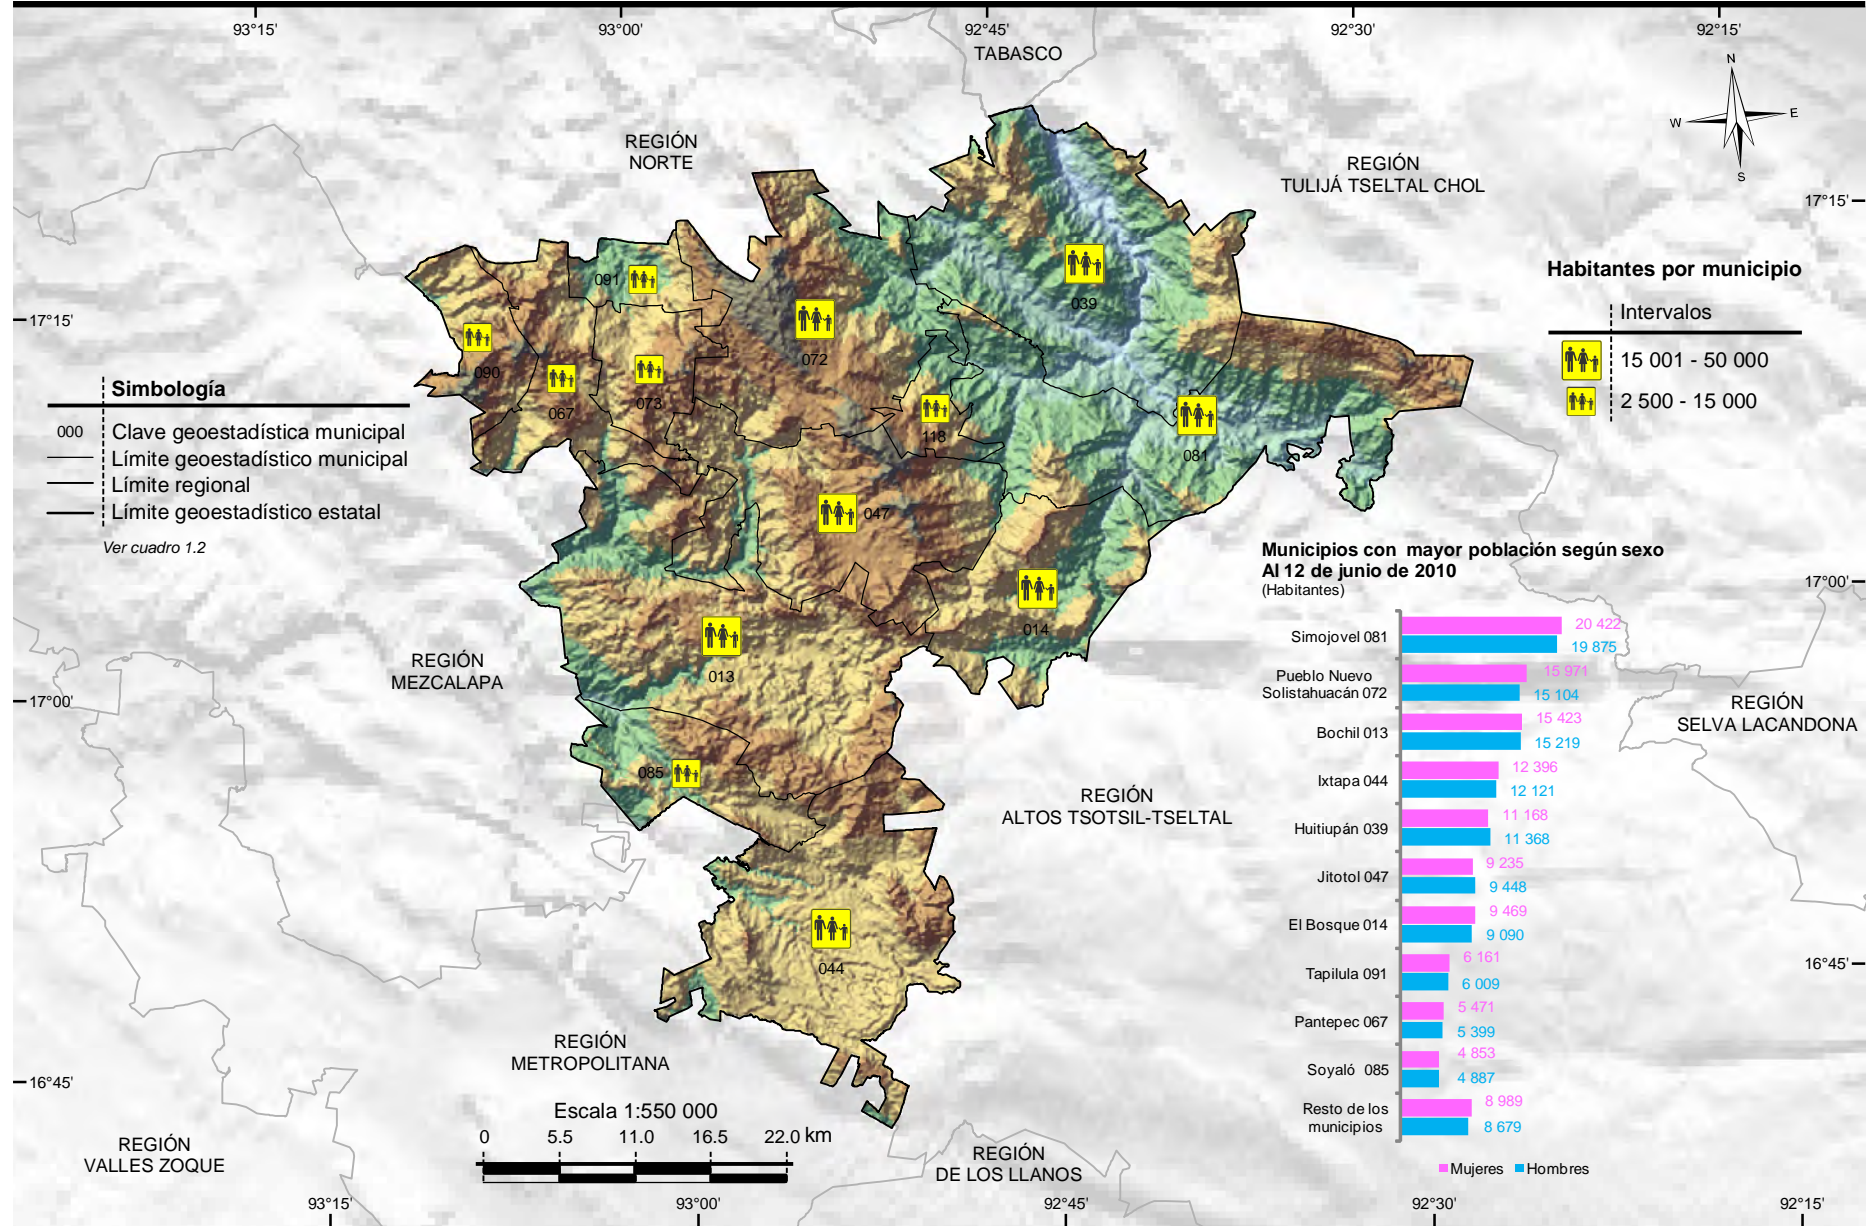 93°15'
93°00'
92°45'
92°30'
92°15'
TABASCO
N
W
E
S
REGIÓN
NORTE
REGIÓN
TULIJÁ TSELTAL CHOL
17°15'
17°15'
Habitantes por municipio
Intervalos
15 001 - 50 000
2 500 - 15 000
091
039
072
090
067
073
118
081
047
014
013
085
044
Simbología
000 Clave geoestadística municipal
Límite geoestadístico municipal
Límite regional
Límite geoestadístico estatal
Ver cuadro 1.2
Municipios con mayor población según sexo
Al 12 de junio de 2010
(Habitantes)
17°00'
Simojovel 081
20 422
19 875
Pueblo Nuevo
Solistahuacán 072
15 971
15 104
Bochil 013
15 423
15 219
Ixtapa 044
12 396
12 121
Huitiupán 039
11 168
11 368
Jitotol 047
9 235
9 448
El Bosque 014
9 469
9 090
Tapilula 091
6 161
6 009
Pantepec 067
5 471
5 399
Soyaló 085
4 853
4 887
Resto de los
municipios
8 989
8 679
Mujeres
Hombres
REGIÓN
MEZCALAPA
17°00'
REGIÓN
SELVA LACANDONA
REGIÓN
ALTOS TSOTSIL-TSELTAL
16°45'
REGIÓN
METROPOLITANA
16°45'
Escala 1:550 000
0 5.5 11.0 16.5 22.0 km
REGIÓN
VALLES ZOQUE
REGIÓN
DE LOS LLANOS
93°15'
93°00'
92°45'
92°30'
92°15'